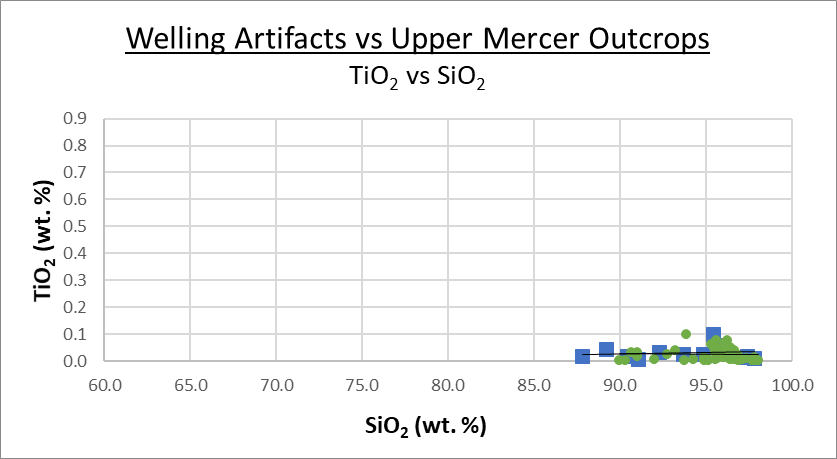 Welling Artifacts vs Upper Mercer Outcrops
TiO₂ vs SiO₂
TiO₂ (wt. %)
0.9
0.8
0.7
0.6
0.5
0.4
0.3
0.2
0.1
0.0
60.0 65.0 70.0 75.0 80.0 85.0 90.0 95.0 100.0
SiO₂ (wt. %)